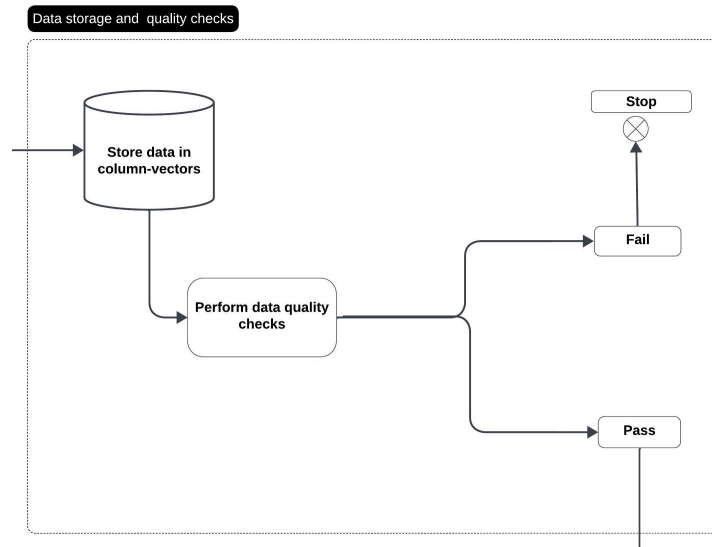 Data storage and quality checks
Stop
Store data in
column-vectors
Fail
Perform data quality
checks
Pass